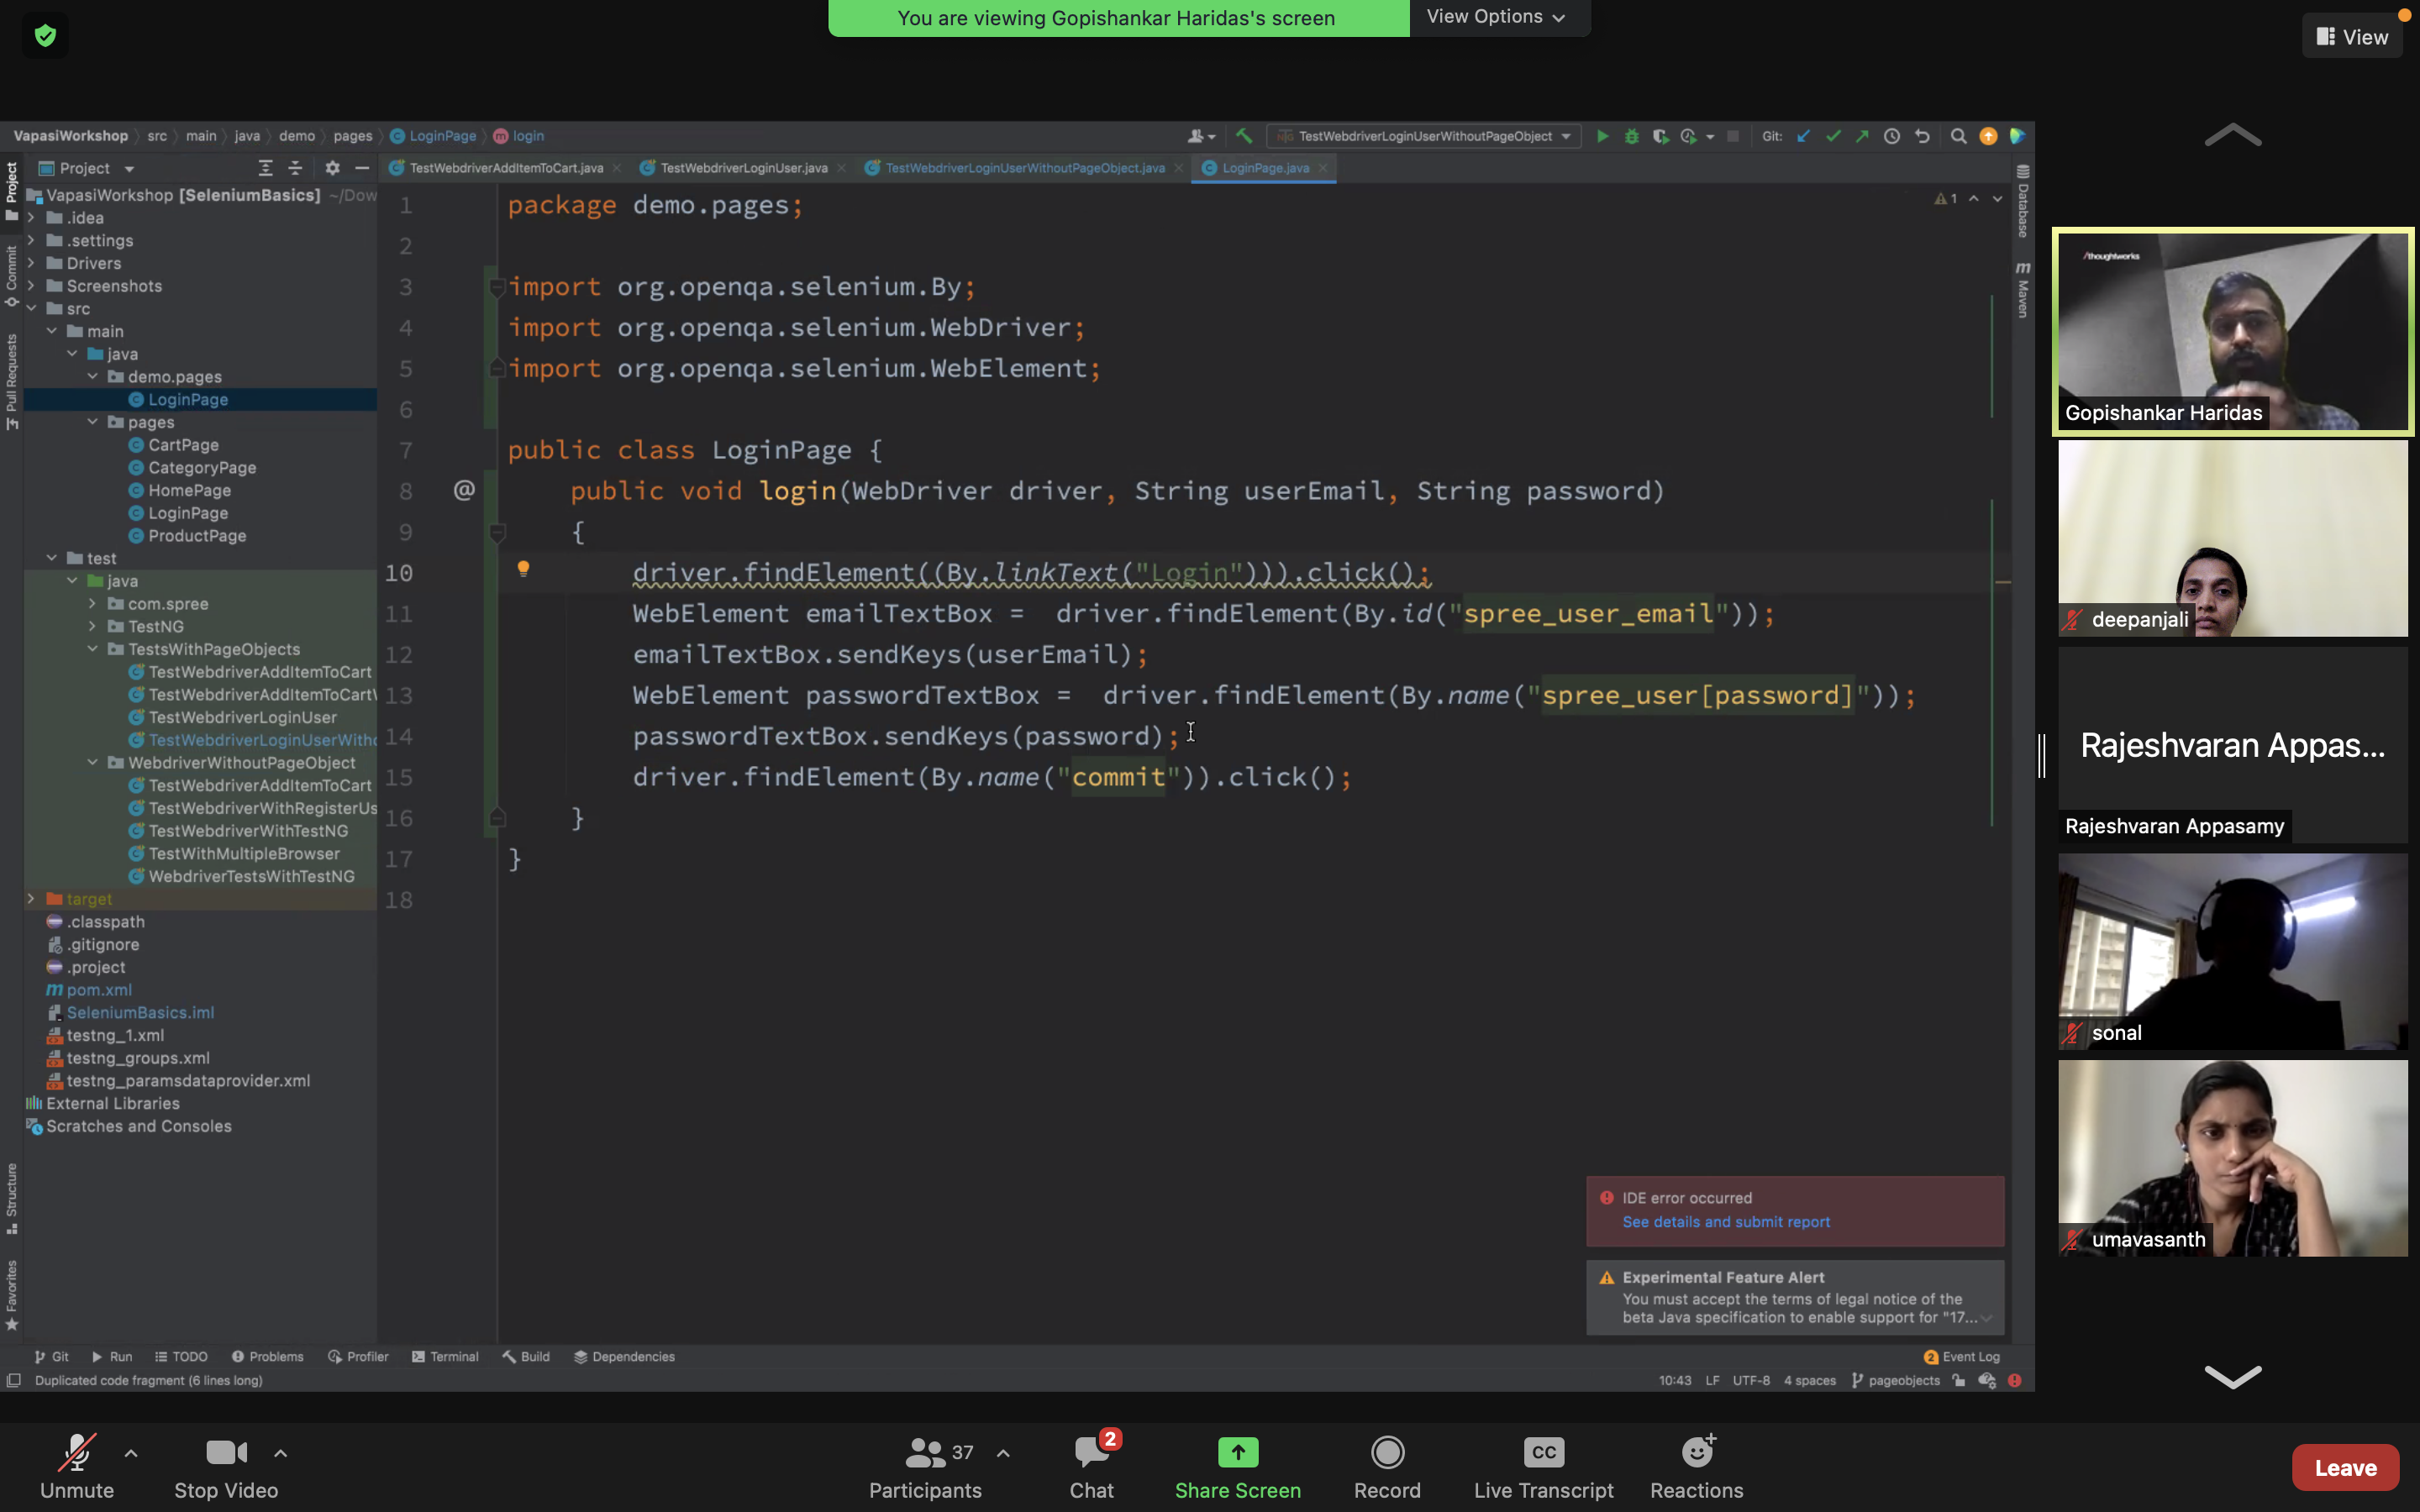 You are viewing Gopishankar Haridas's screen
View Options
View
VapasiWorkshop src main java demo pages LoginPage login
TestWebdriverLoginUserWithoutPageObject
Git:
Project
TestWebdriverAddItemToCart.java
TestWebdriverLoginUser.java
TestWebdriverLoginUserWithoutPageObject.java
LoginPage.java
Project
Commit
Pull Requests
Structure
Favorites
VapasiWorkshop [SeleniumBasics] ~/Dow
.idea
.settings
Drivers
Screenshots
src
main
java
demo.pages
LoginPage
pages
CartPage
CategoryPage
HomePage
LoginPage
ProductPage
test
java
com.spree
TestNG
TestsWithPageObjects
TestWebdriverAddItemToCart
TestWebdriverAddItemToCart
TestWebdriverLoginUser
TestWebdriverLoginUserWitho
WebdriverWithoutPageObject
TestWebdriverAddItemToCart
TestWebdriverWithRegisterUs
TestWebdriverWithTestNG
TestWithMultipleBrowser
WebdriverTestsWithTestNG
target
.classpath
.gitignore
.project
pom.xml
SeleniumBasics.iml
testng_1.xml
testng_groups.xml
testng_paramsdataprovider.xml
External Libraries
Scratches and Consoles
1 package demo.pages;
2
3 import org.openqa.selenium.By;
4 import org.openqa.selenium.WebDriver;
5 import org.openqa.selenium.WebElement;
6
7 public class LoginPage {
8 @ public void login(WebDriver driver, String userEmail, String password)
9 {
10 driver.findElement((By.linkText("Login"))).click();
11 WebElement emailTextBox = driver.findElement(By.id("spree_user_email"));
12 emailTextBox.sendKeys(userEmail);
13 WebElement passwordTextBox = driver.findElement(By.name("spree_user[password]"));
14 passwordTextBox.sendKeys(password);
15 driver.findElement(By.name("commit")).click();
16 }
17 }
18
1
Database
Maven
IDE error occurred
See details and submit report
Experimental Feature Alert
You must accept the terms of legal notice of the
beta Java specification to enable support for "17...
Git
Run
TODO
Problems
Profiler
Terminal
Build
Dependencies
2 Event Log
Duplicated code fragment (6 lines long)
10:43 LF UTF-8 4 spaces pageobjects
/thoughtworks
Gopishankar Haridas
deepanjali
Rajeshvaran Appas...
Rajeshvaran Appasamy
sonal
umavasanth
Unmute
Stop Video
37
Participants
2
Chat
Share Screen
Record
CC
Live Transcript
Reactions
Leave